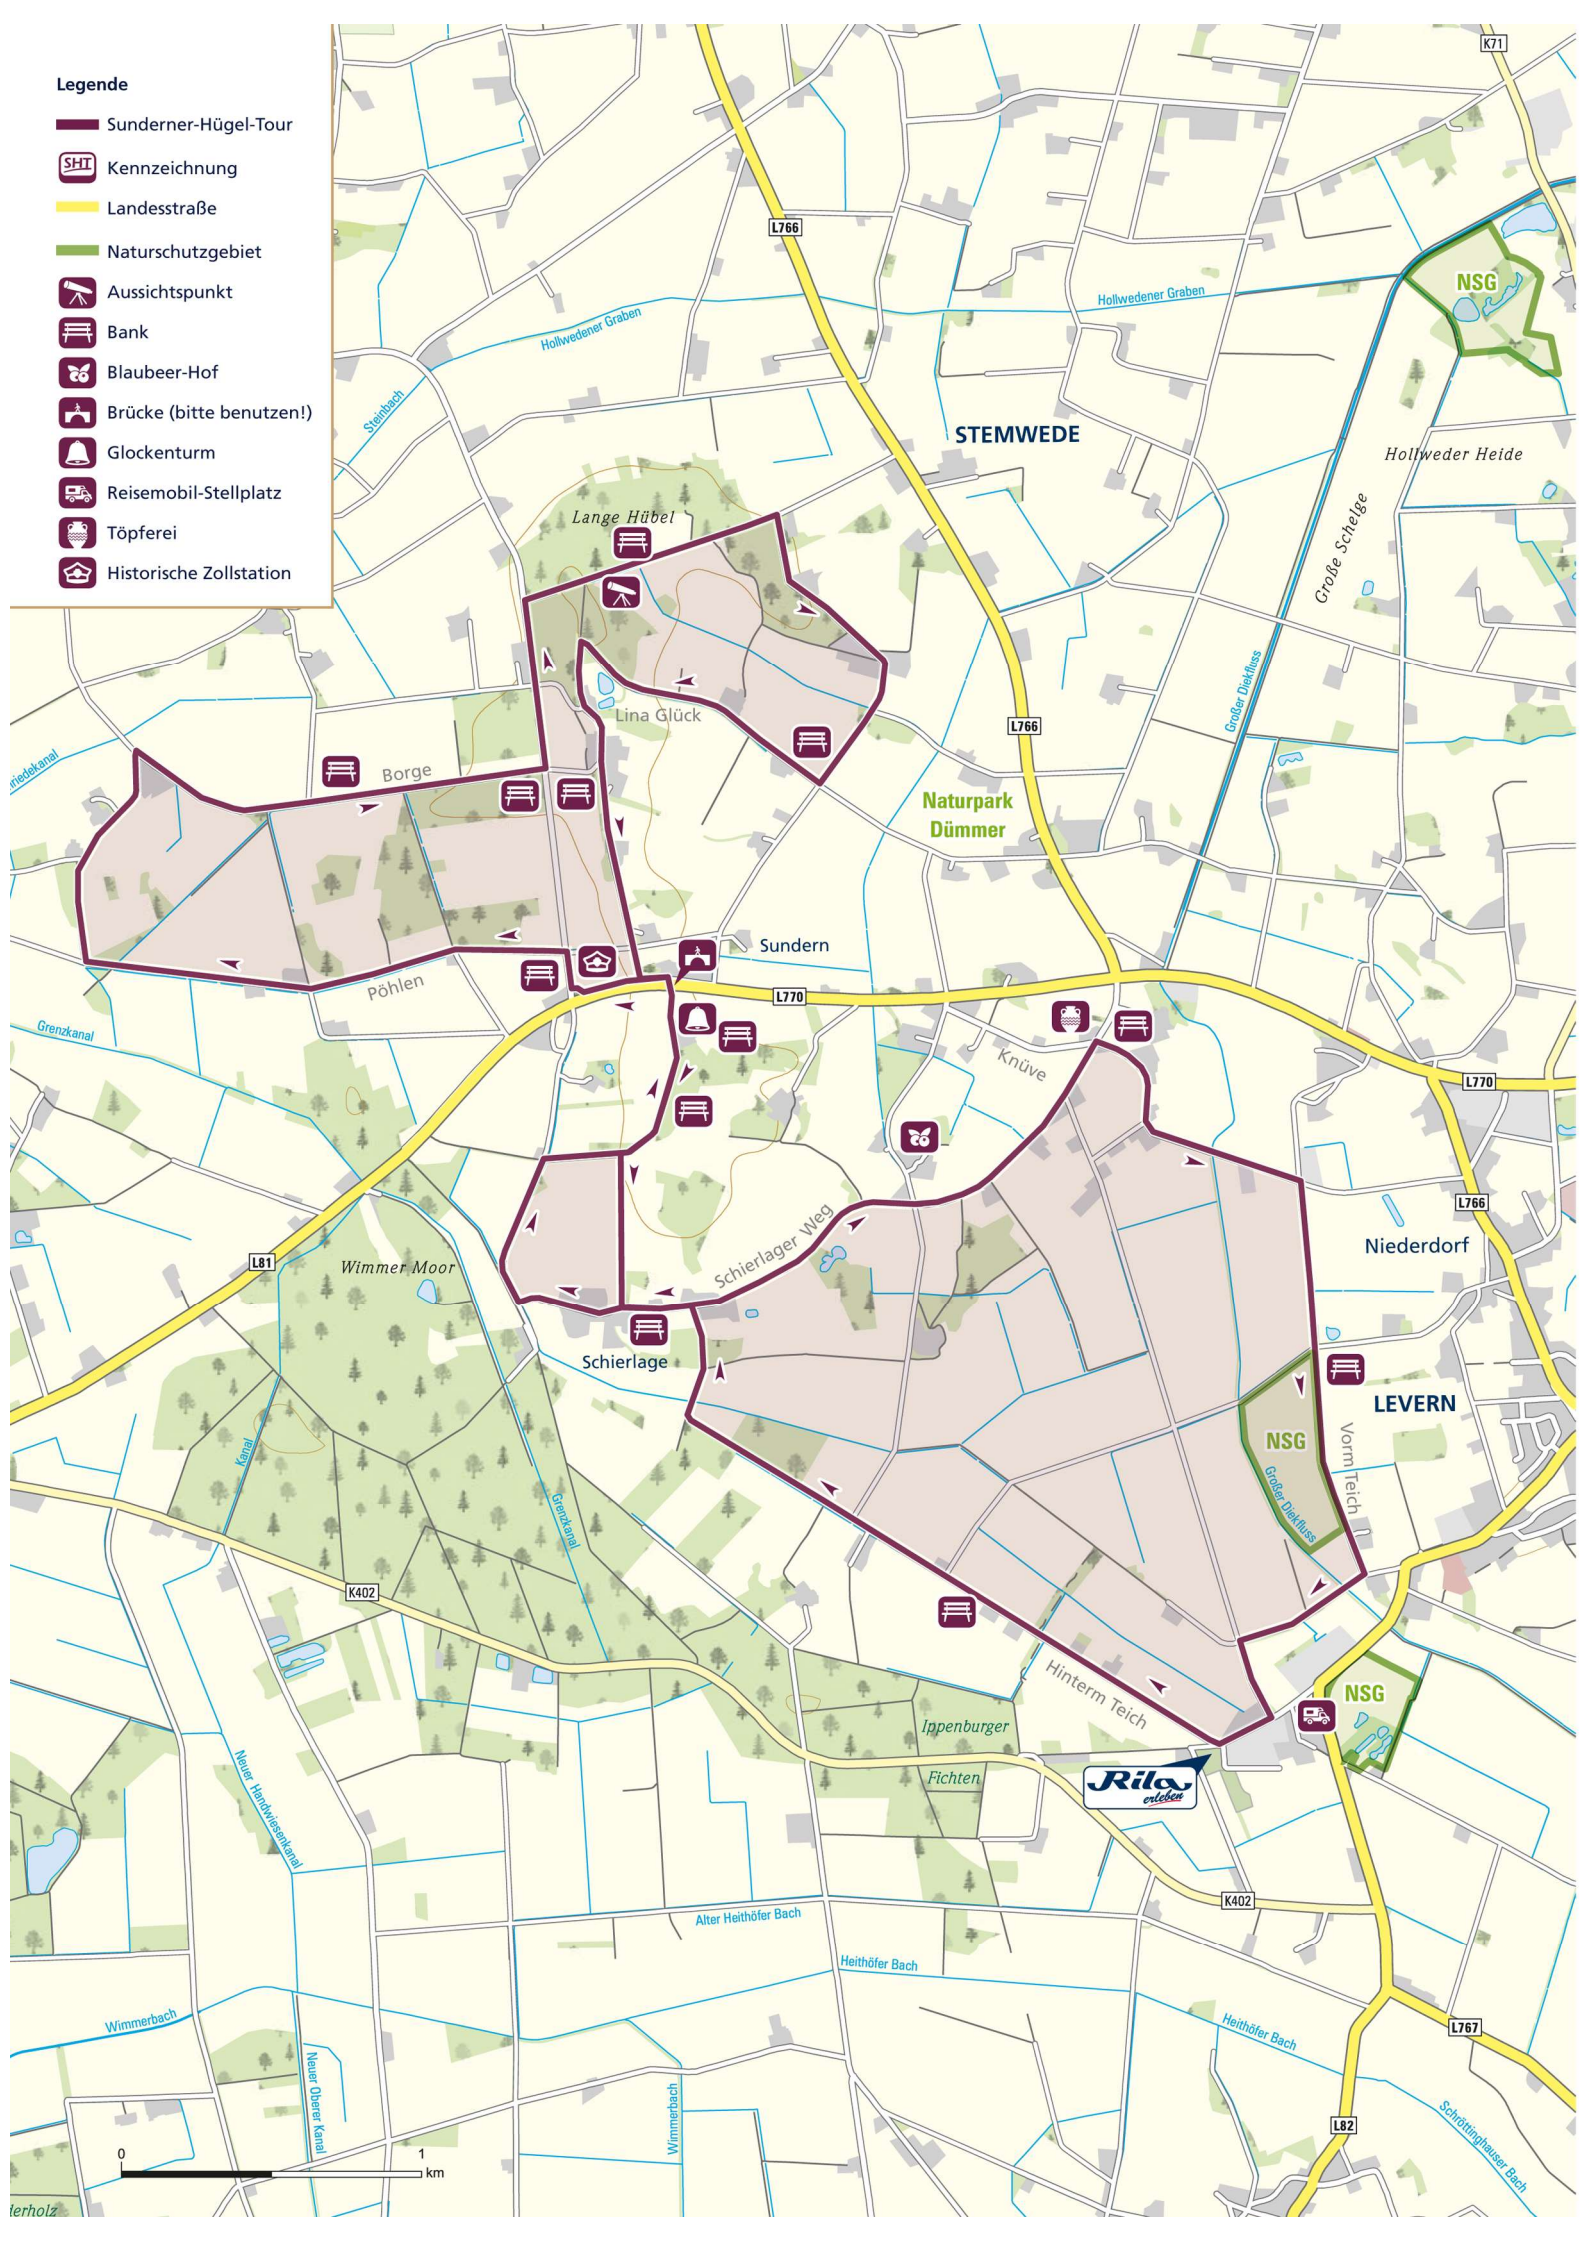 Legende
Sunderner-Hügel-Tour
SHT Kennzeichnung
Landesstraße
Naturschutzgebiet
Aussichtspunkt
Bank
Blaubeer-Hof
Brücke (bitte benutzen!)
Glockenturm
Reisemobil-Stellplatz
Töpferei
Historische Zollstation
K71
L766
NSG
Hollwedener Graben
Hollwedener Graben
Steinbach
STEMWEDE
Hollweder Heide
Große Schelge
Lange Hübel
Großer Diekfluss
Lina Glück
L766
Borge
Naturpark
Dümmer
Sundern
Pöhlen
L770
Grenzkanal
Knüve
L770
L766
Schierlager Weg
Niederdorf
L81
Wimmer Moor
Schierlage
LEVERN
NSG
Vorm Teich
Kanal
Großer Diekfluss
Grenzkanal
K402
Hinterm Teich
NSG
Ippenburger
Fichten
Rila
erleben
Neuer Handwiesenkanal
K402
Alter Heithöfer Bach
Heithöfer Bach
Wimmerbach
Heithöfer Bach
L767
Neuer Oberer Kanal
Wimmerbach
L82
Schröttinghauser Bach
0 1
km